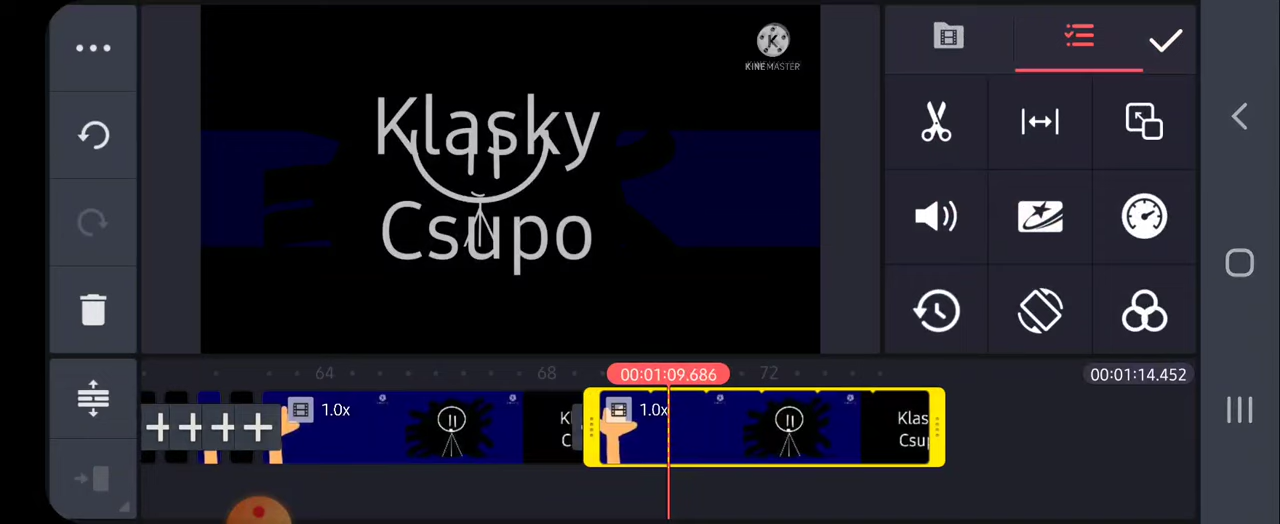 K
KINEMASTER
Klasky
Csupo
64
68
00:01:09.686
72
00:01:14.452
1.0x
Kl
C
1.0x
Klas
Csu